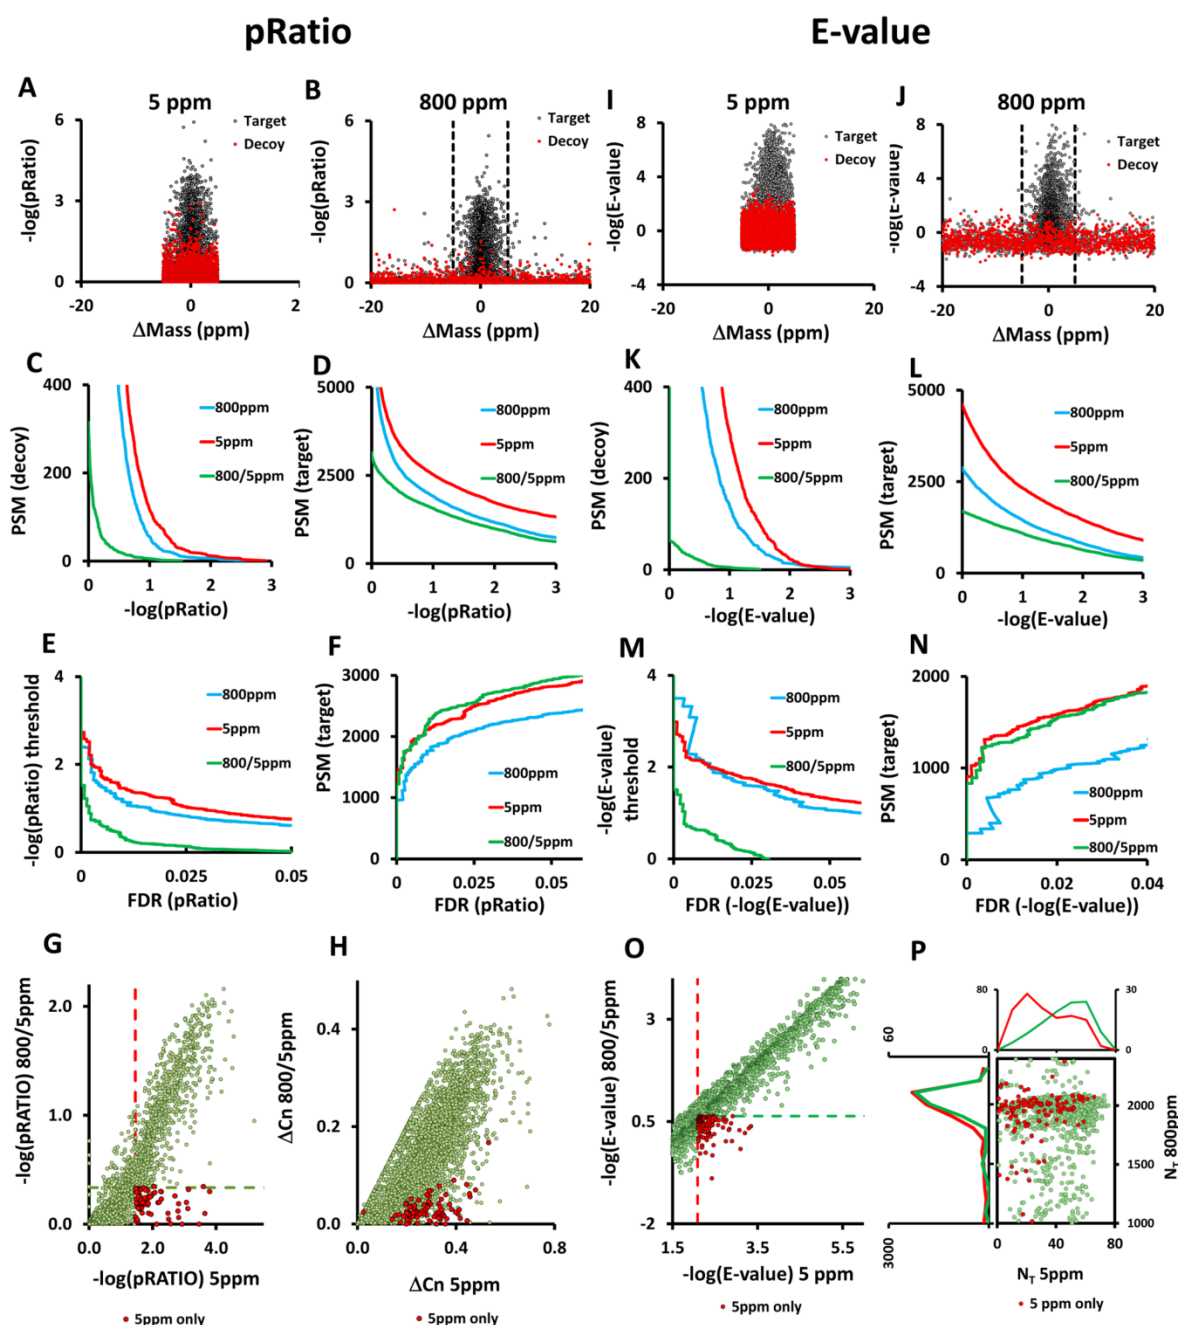 pRatio
E-value
A
5 ppm
-log(pRatio)
6
3
0
-20
0
2
ΔMass (ppm)
Target
Decoy
B
800 ppm
-log(pRatio)
6
3
0
-20
0
20
ΔMass (ppm)
Target
Decoy
I
5 ppm
-log(E-value)
8
4
0
-4
-20
0
20
ΔMass (ppm)
Target
Decoy
J
800 ppm
-log(E-value)
8
4
0
-4
-20
0
20
ΔMass (ppm)
Target
Decoy
C
PSM (decoy)
400
200
0
0
1
2
3
-log(pRatio)
800ppm
5ppm
800/5ppm
D
PSM (target)
5000
2500
0
0
1
2
3
-log(pRatio)
800ppm
5ppm
800/5ppm
K
PSM (decoy)
400
200
0
0
1
2
3
-log(E-value)
800ppm
5ppm
800/5ppm
L
PSM (target)
5000
2500
0
0
1
2
3
-log(E-value)
800ppm
5ppm
800/5ppm
E
-log(pRatio) threshold
4
2
0
0
0.025
0.05
FDR (pRatio)
800ppm
5ppm
800/5ppm
F
PSM (target)
3000
2000
1000
0
0
0.025
0.05
FDR (pRatio)
800ppm
5ppm
800/5ppm
M
-log(E-value)
threshold
4
2
0
0
0.025
0.05
FDR (-log(E-value))
800ppm
5ppm
800/5ppm
N
PSM (target)
2000
1000
0
0
0.02
0.04
FDR (-log(E-value))
800ppm
5ppm
800/5ppm
G
-log(pRATIO) 800/5ppm
2.0
1.0
0.0
0.0
2.0
4.0
-log(pRATIO) 5ppm
5ppm only
H
ΔCn 800/5ppm
0.4
0.2
0.0
0.0
0.4
0.8
ΔCn 5ppm
5ppm only
O
-log(E-value) 800/5ppm
3
0.5
-2
1.5
3.5
5.5
-log(E-value) 5 ppm
5ppm only
P
80
0
30
0
60
3000
2000
1500
1000
N_T 800ppm
0
40
80
N_T 5ppm
5 ppm only